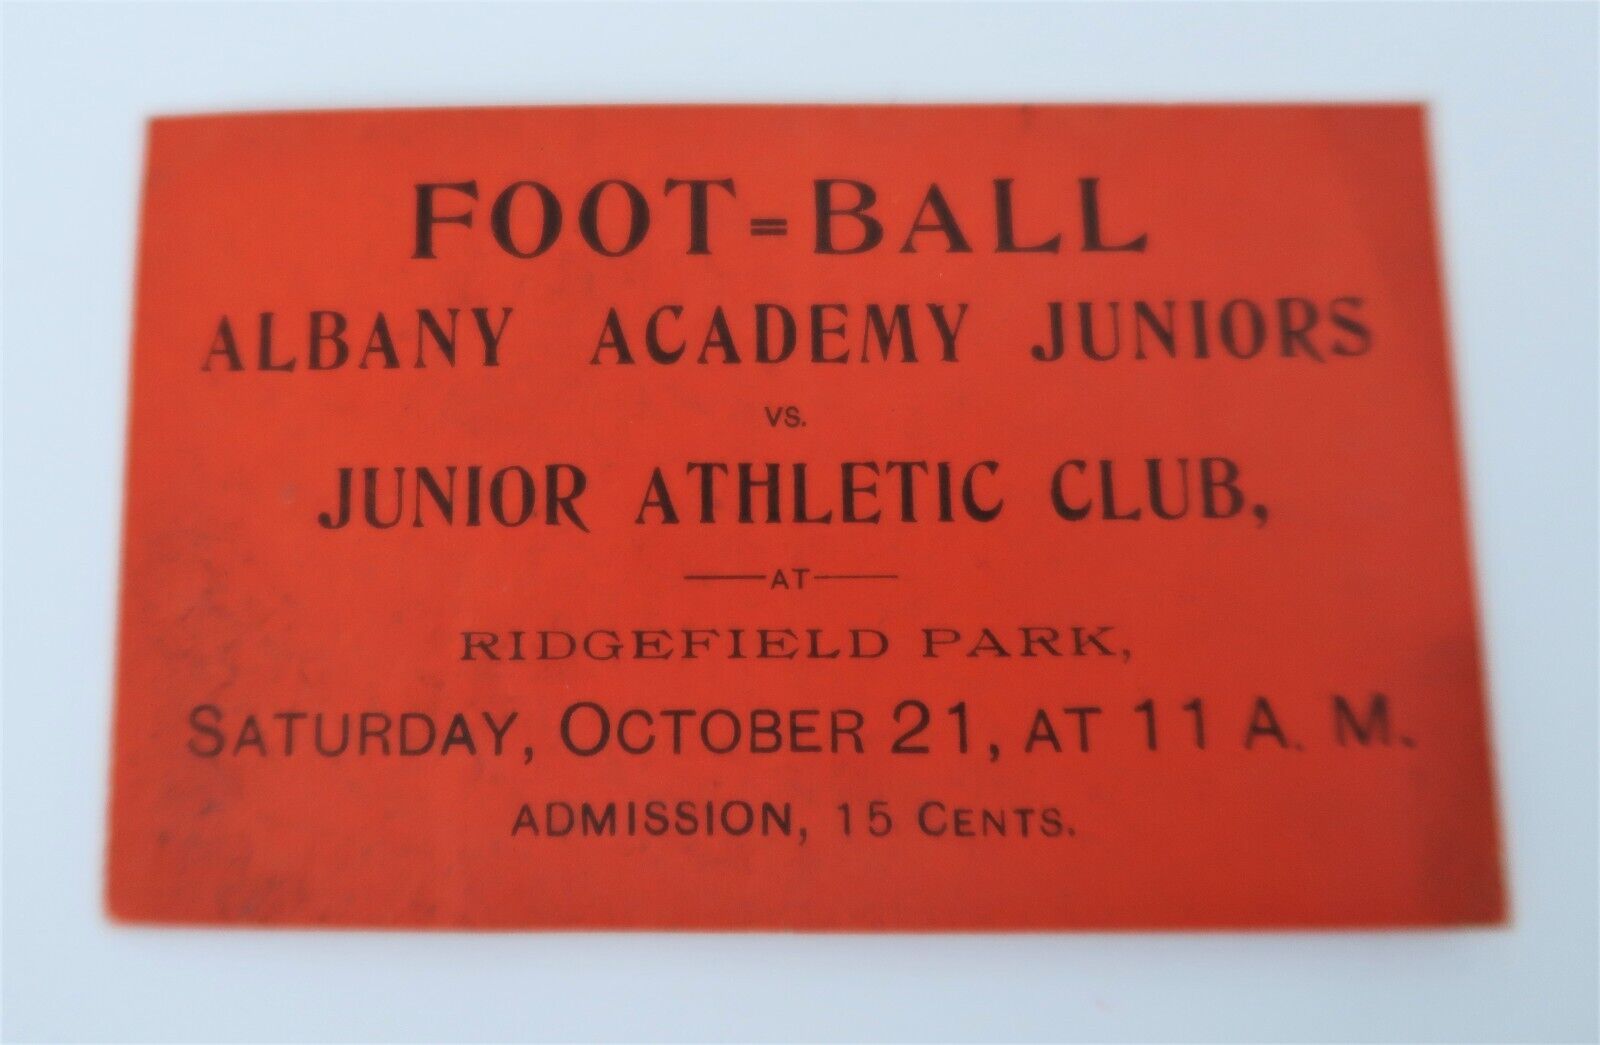 FOOT=BALL
ALBANY ACADEMY JUNIORS
VS.
JUNIOR ATHLETIC CLUB,
—AT—
RIDGEFIELD PARK,
SATURDAY, OCTOBER 21, AT 11 A. M.
ADMISSION, 15 CENTS.